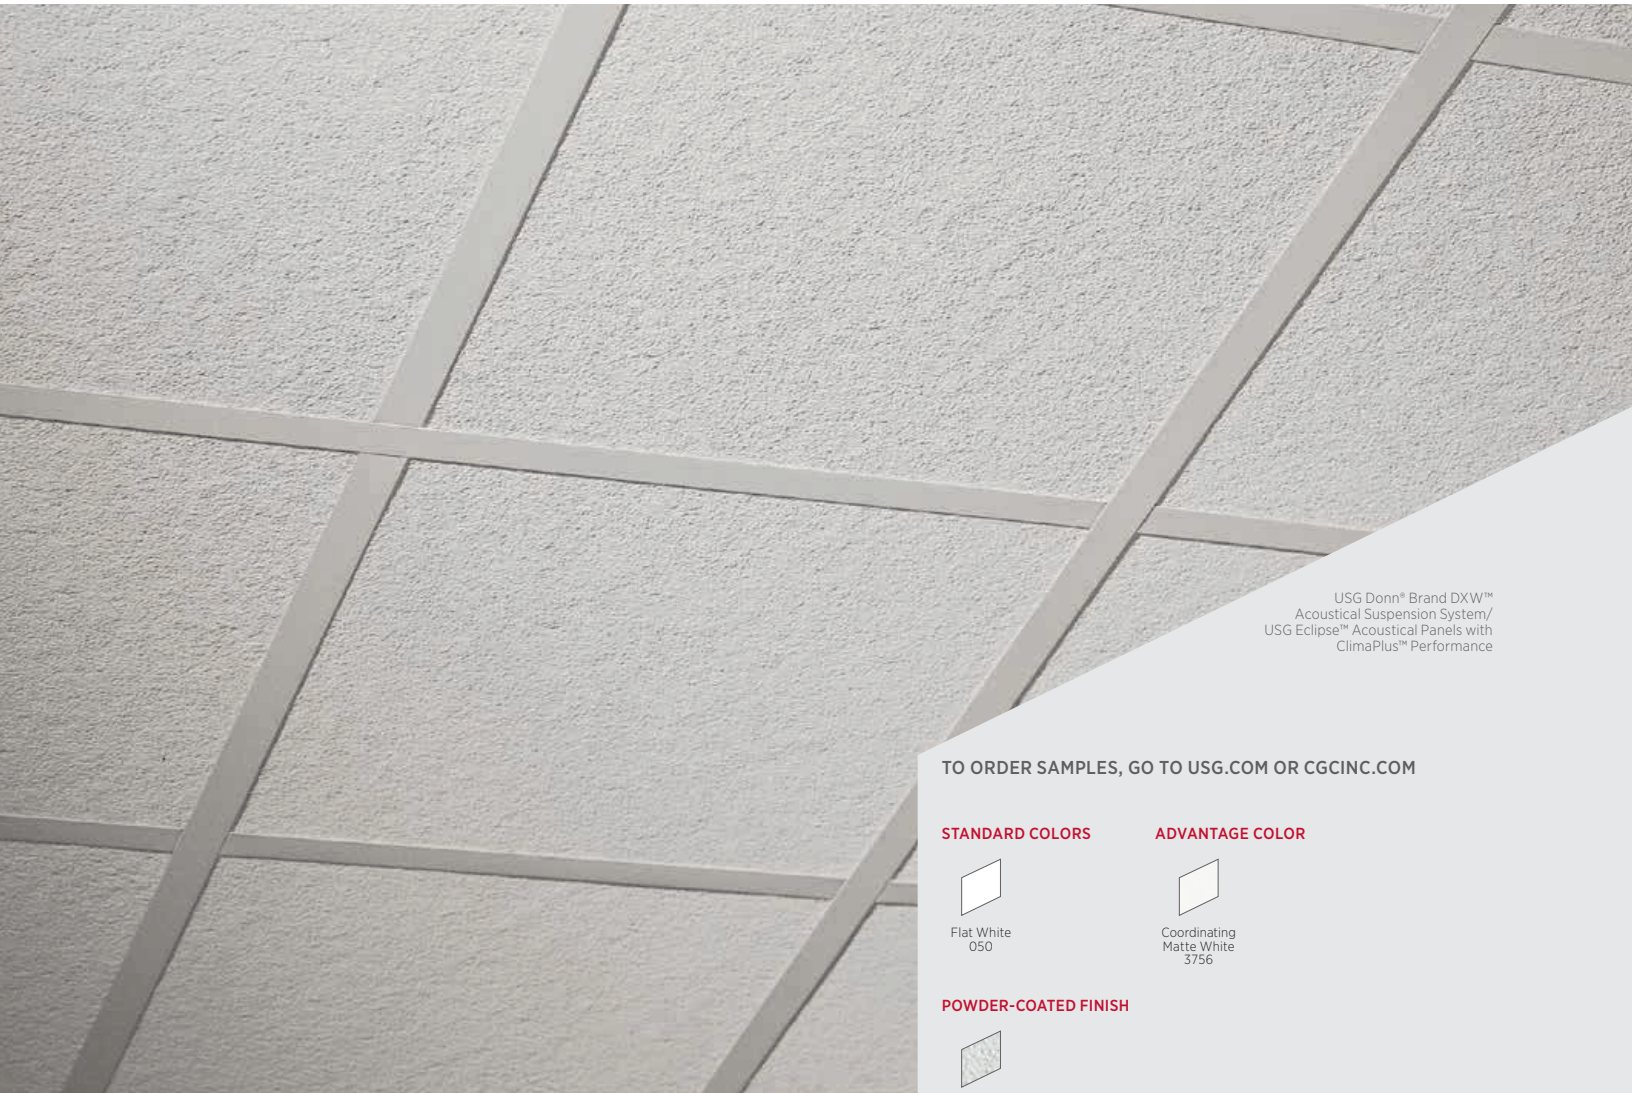 USG Donn® Brand DXW™
Acoustical Suspension System/
USG Eclipse™ Acoustical Panels with
ClimaPlus™ Performance
TO ORDER SAMPLES, GO TO USG.COM OR CGCINC.COM
STANDARD COLORS
Flat White
050
ADVANTAGE COLOR
Coordinating
Matte White
3756
POWDER-COATED FINISH